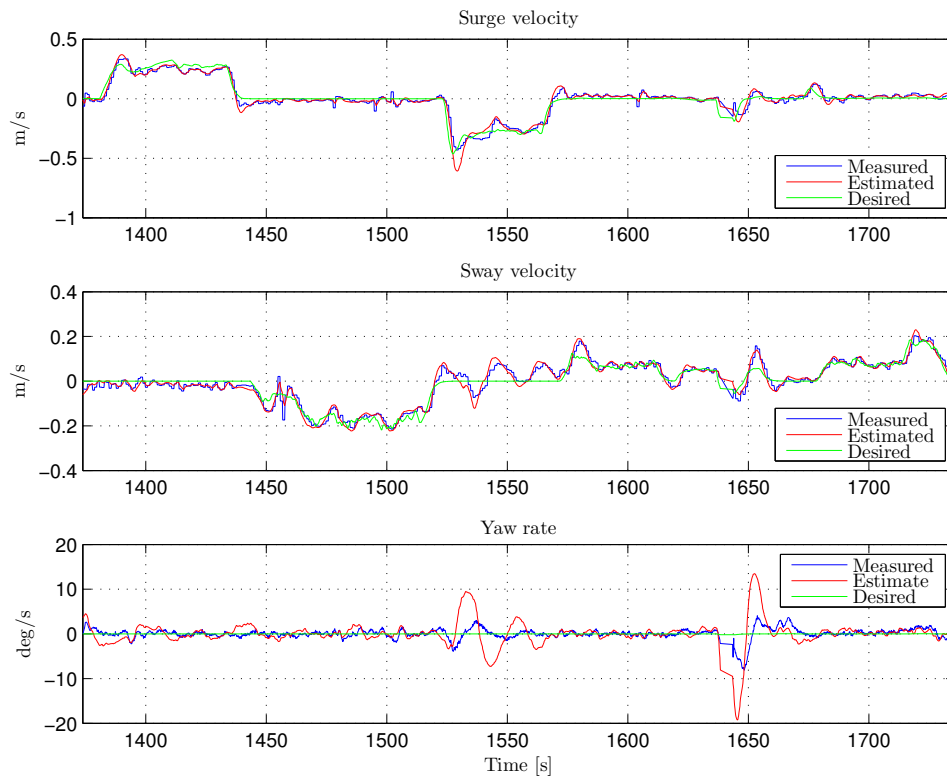 Surge velocity
0.5
0
−0.5
−1
m/s
Measured
Estimated
Desired
1400 1450 1500 1550 1600 1650 1700
Sway velocity
0.4
0.2
0
−0.2
−0.4
m/s
Measured
Estimated
Desired
1400 1450 1500 1550 1600 1650 1700
Yaw rate
20
10
0
−10
−20
deg/s
Measured
Estimate
Desired
1400 1450 1500 1550 1600 1650 1700
Time [s]